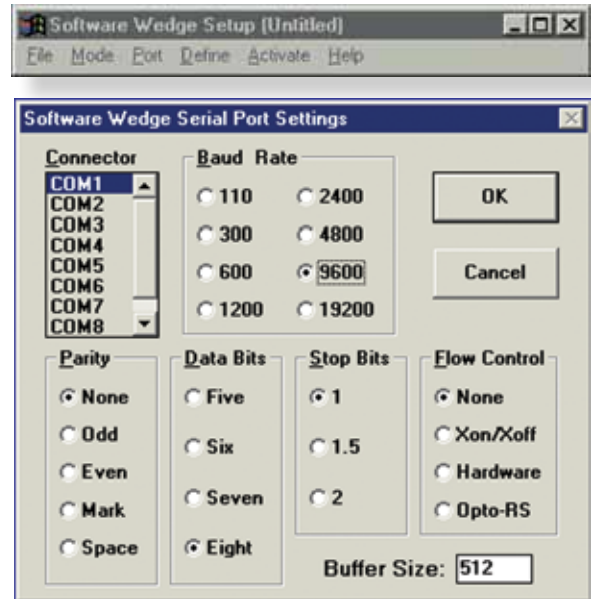 Software Wedge Setup (Untitled)
File Mode Port Define Activate Help
Software Wedge Serial Port Settings
Connector
COM1
COM2
COM3
COM4
COM5
COM6
COM7
COM8
Baud Rate
110 2400
300 4800
600 9600
1200 19200
OK
Cancel
Parity
None
Odd
Even
Mark
Space
Data Bits
Five
Six
Seven
Eight
Stop Bits
1
1.5
2
Flow Control
None
Xon/Xoff
Hardware
Opto-RS
Buffer Size: 512